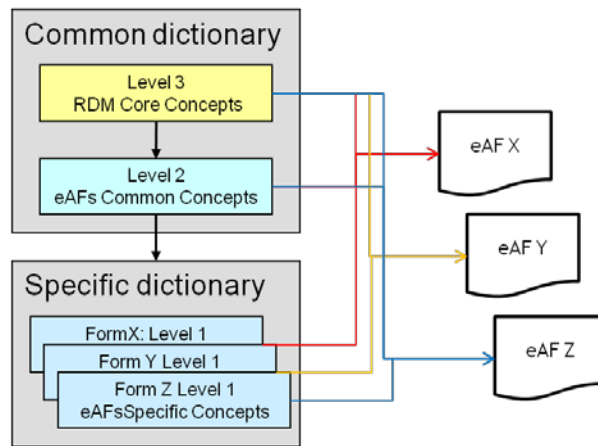 Common dictionary
Level 3
RDM Core Concepts
Level 2
eAFs Common Concepts
eAF X
eAF Y
Specific dictionary
FormX: Level 1
Form Y Level 1
Form Z Level 1
eAFsSpecific Concepts
eAF Z